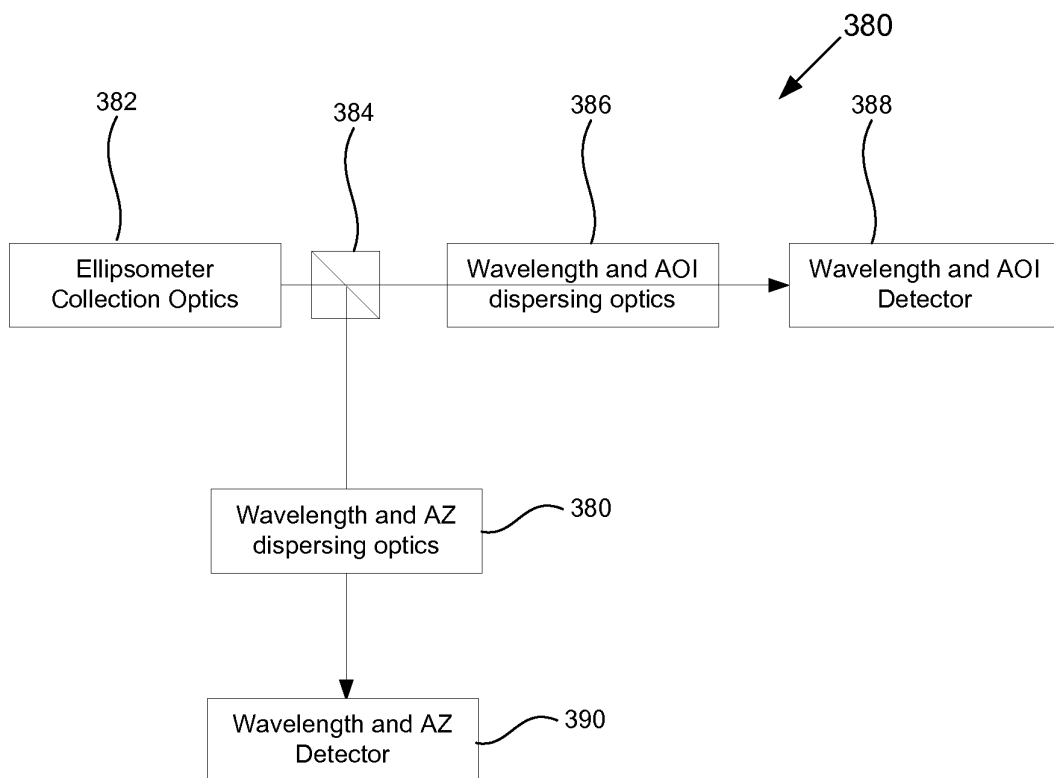 380
382
384
386
388
Ellipsometer
Collection Optics
Wavelength and AOI
dispersing optics
Wavelength and AOI
Detector
Wavelength and AZ
dispersing optics
380
Wavelength and AZ
Detector
390